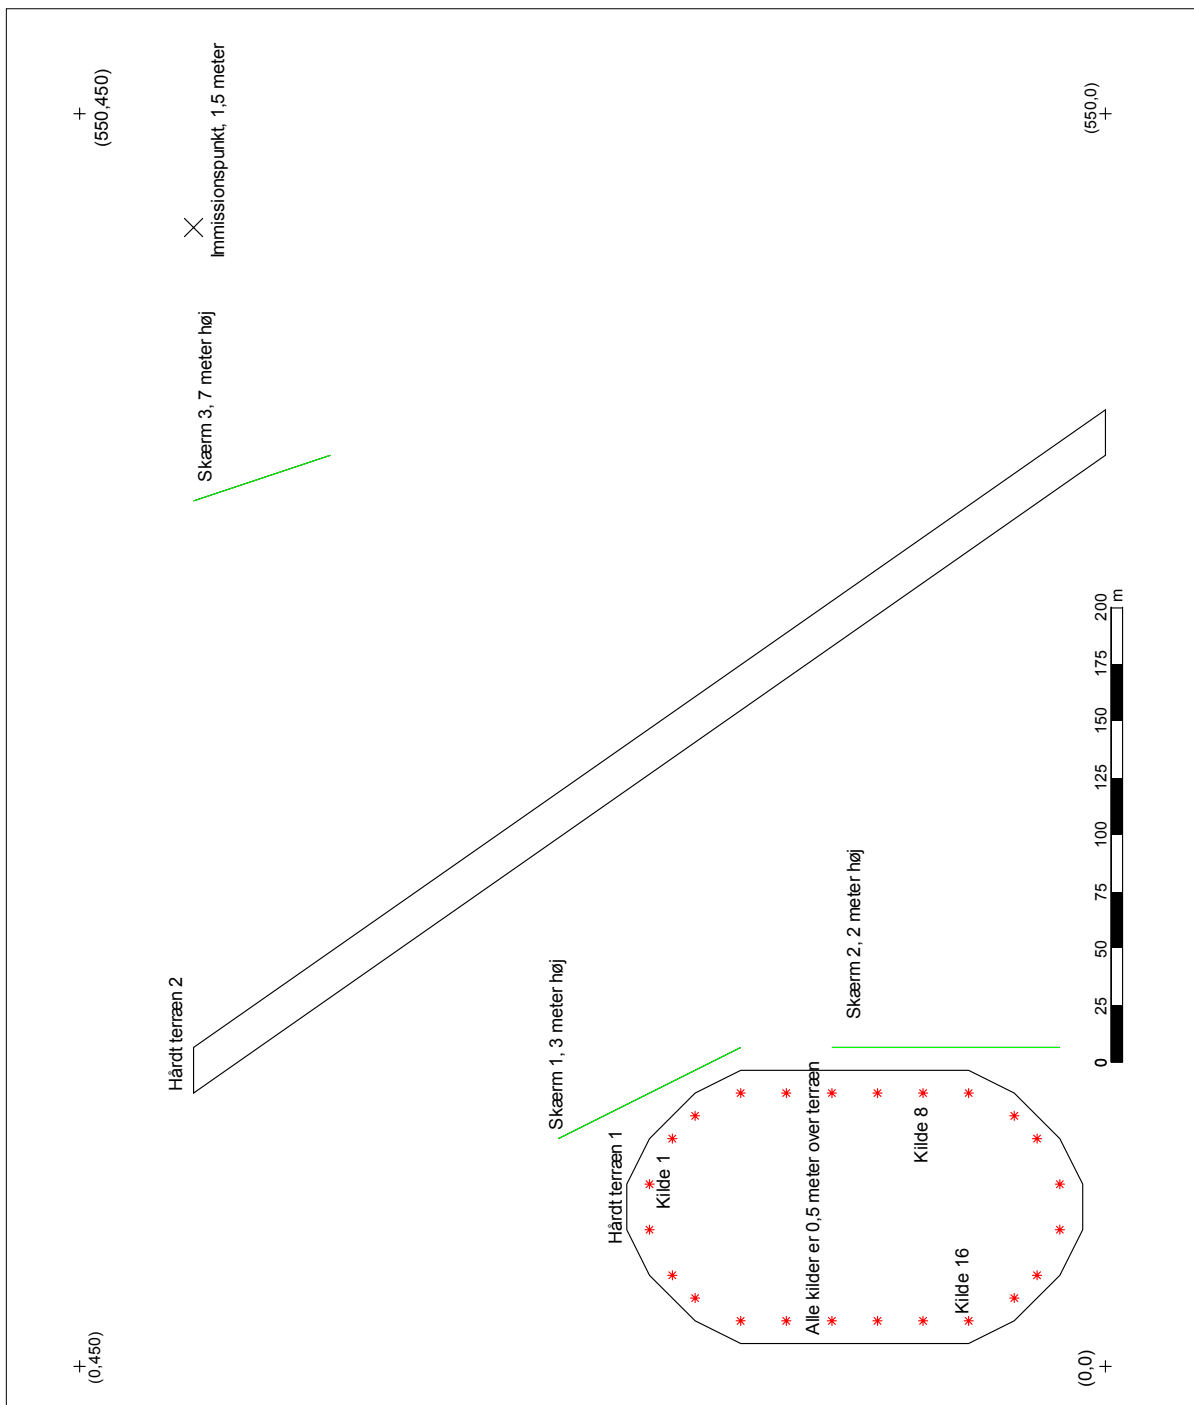 (0,450)
(550,450)
Immissionspunkt, 1,5 meter
Hårdt terræn 2
Skærm 3, 7 meter høj
Skærm 1, 3 meter høj
Hårdt terræn 1
Kilde 1
Alle kilder er 0,5 meter over terræn
Skærm 2, 2 meter høj
Kilde 8
Kilde 16
(0,0)
(550,0)
0 25 50 75 100 125 150 175 200
m